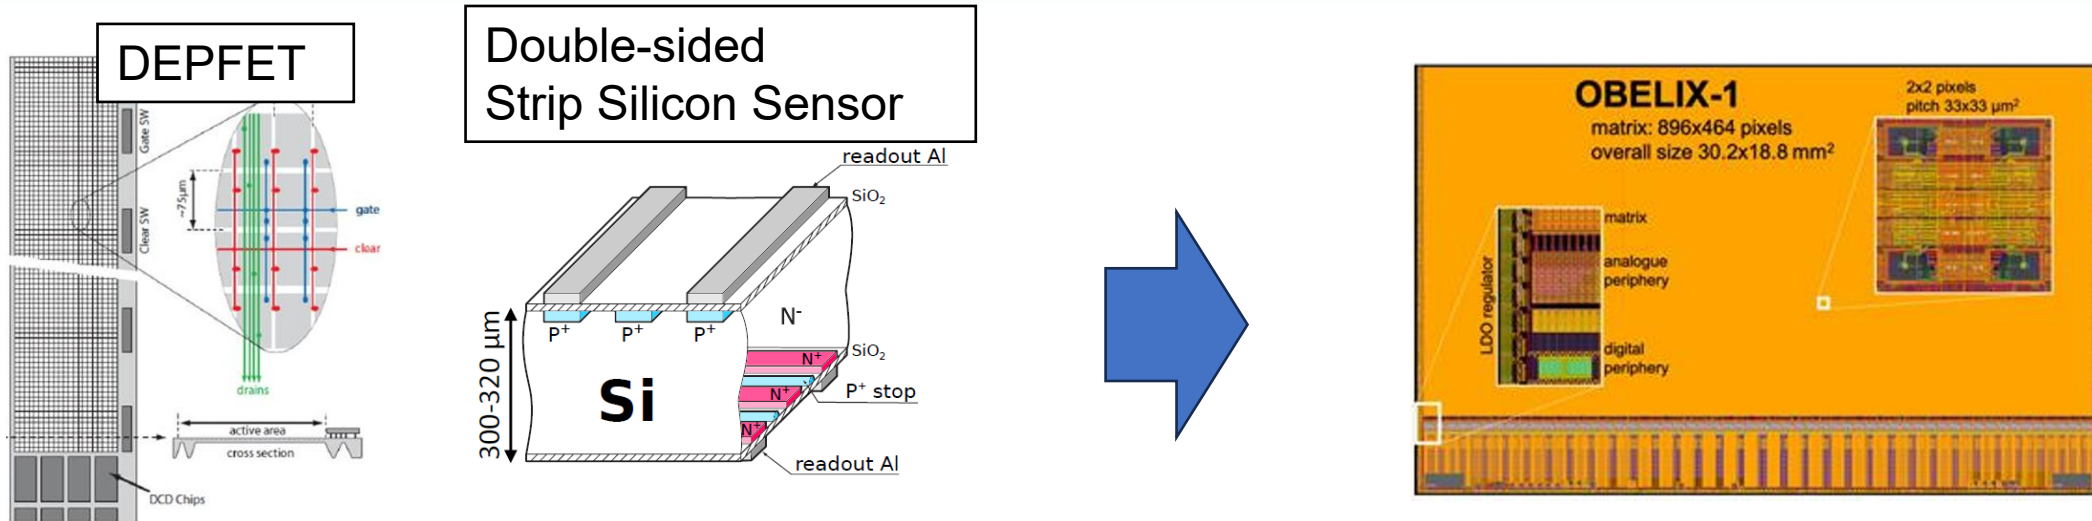 DEPFET
Gate SW
Clear SW
~75µm
gate
clear
drains
active area
cross section
DCD Chips
Double-sided
Strip Silicon Sensor
readout Al
SiO₂
P⁺
P⁺
P⁺
N⁻
300-320 µm
Si
SiO₂
N⁺
N⁺
N⁺
P⁺ stop
readout Al
OBELIX-1
matrix: 896x464 pixels
overall size 30.2x18.8 mm²
2x2 pixels
pitch 33x33 µm²
LDO regulator
matrix
analogue
periphery
digital
periphery